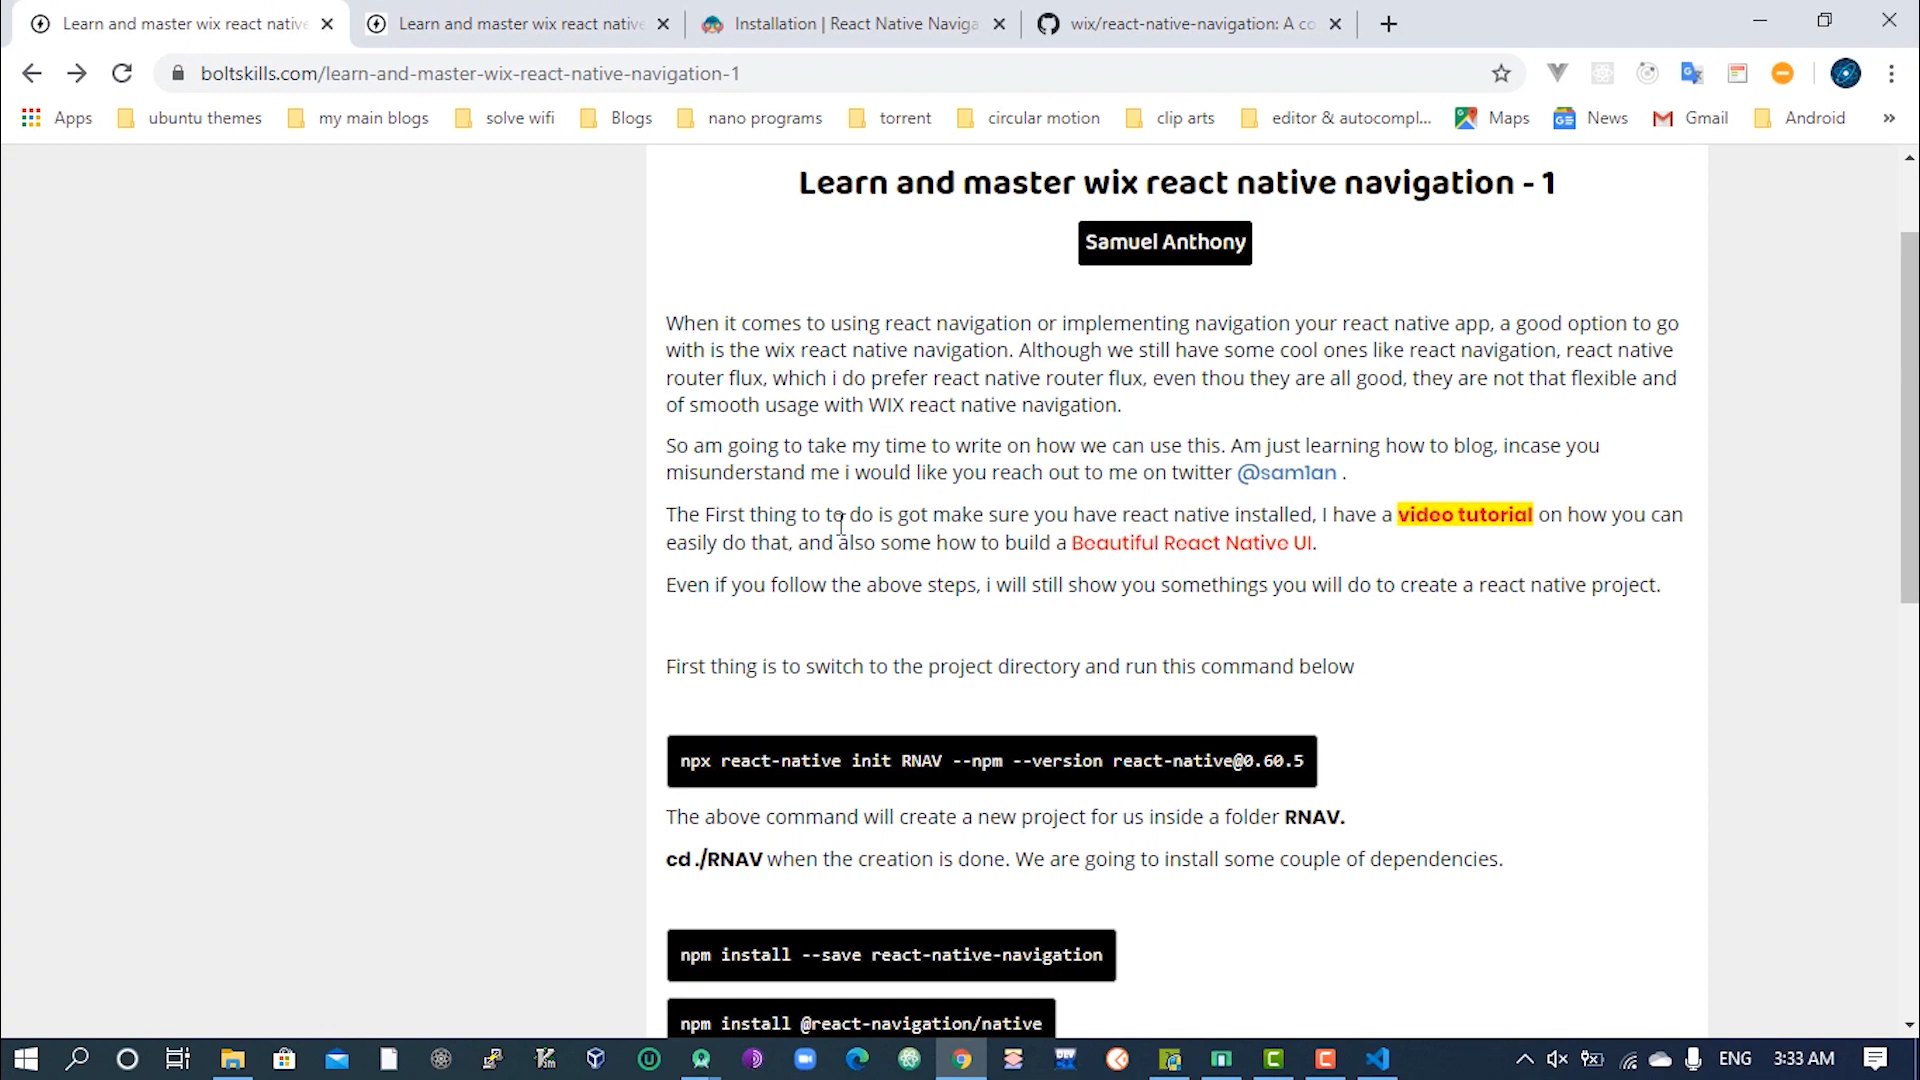 Learn and master wix react native
Learn and master wix react native
Installation | React Native Naviga
wix/react-native-navigation: A co
boltskills.com/learn-and-master-wix-react-native-navigation-1
Apps
ubuntu themes
my main blogs
solve wifi
Blogs
nano programs
torrent
circular motion
clip arts
editor & autocompl...
Maps
News
Gmail
Android
»
Learn and master wix react native navigation - 1
Samuel Anthony
When it comes to using react navigation or implementing navigation your react native app, a good option to go
with is the wix react native navigation. Although we still have some cool ones like react navigation, react native
router flux, which i do prefer react native router flux, even thou they are all good, they are not that flexible and
of smooth usage with WIX react native navigation.
So am going to take my time to write on how we can use this. Am just learning how to blog, incase you
misunderstand me i would like you reach out to me on twitter @sam1an .
The First thing to to do is got make sure you have react native installed, I have a video tutorial on how you can
easily do that, and also some how to build a Beautiful React Native UI.
Even if you follow the above steps, i will still show you somethings you will do to create a react native project.
First thing is to switch to the project directory and run this command below
npx react-native init RNAV --npm --version react-native@0.60.5
The above command will create a new project for us inside a folder RNAV.
cd ./RNAV when the creation is done. We are going to install some couple of dependencies.
npm install --save react-native-navigation
npm install @react-navigation/native
ENG
3:33 AM